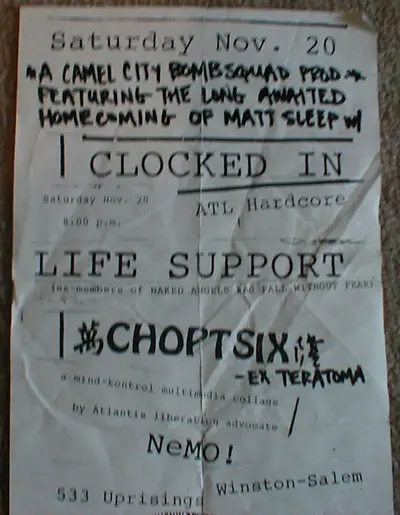 Saturday Nov. 20
*A CAMEL CITY BOMBSQUAD PROD.*
FEATURING THE LONG AWAITED
HOMECOMING OF MATT SLEEP w/
CLOCKED IN
ATL Hardcore
Saturday Nov. 20
8:00 p.m.
LIFE SUPPORT
(ex-members of NAKED ANGELS and FALL WITHOUT FEAR)
CHOPTSIX
-EX TERATOMA
a mind-kontrol multimedia collage
by Atlantis liberation advocate
NeMO!
533 Uprisings Winston-Salem